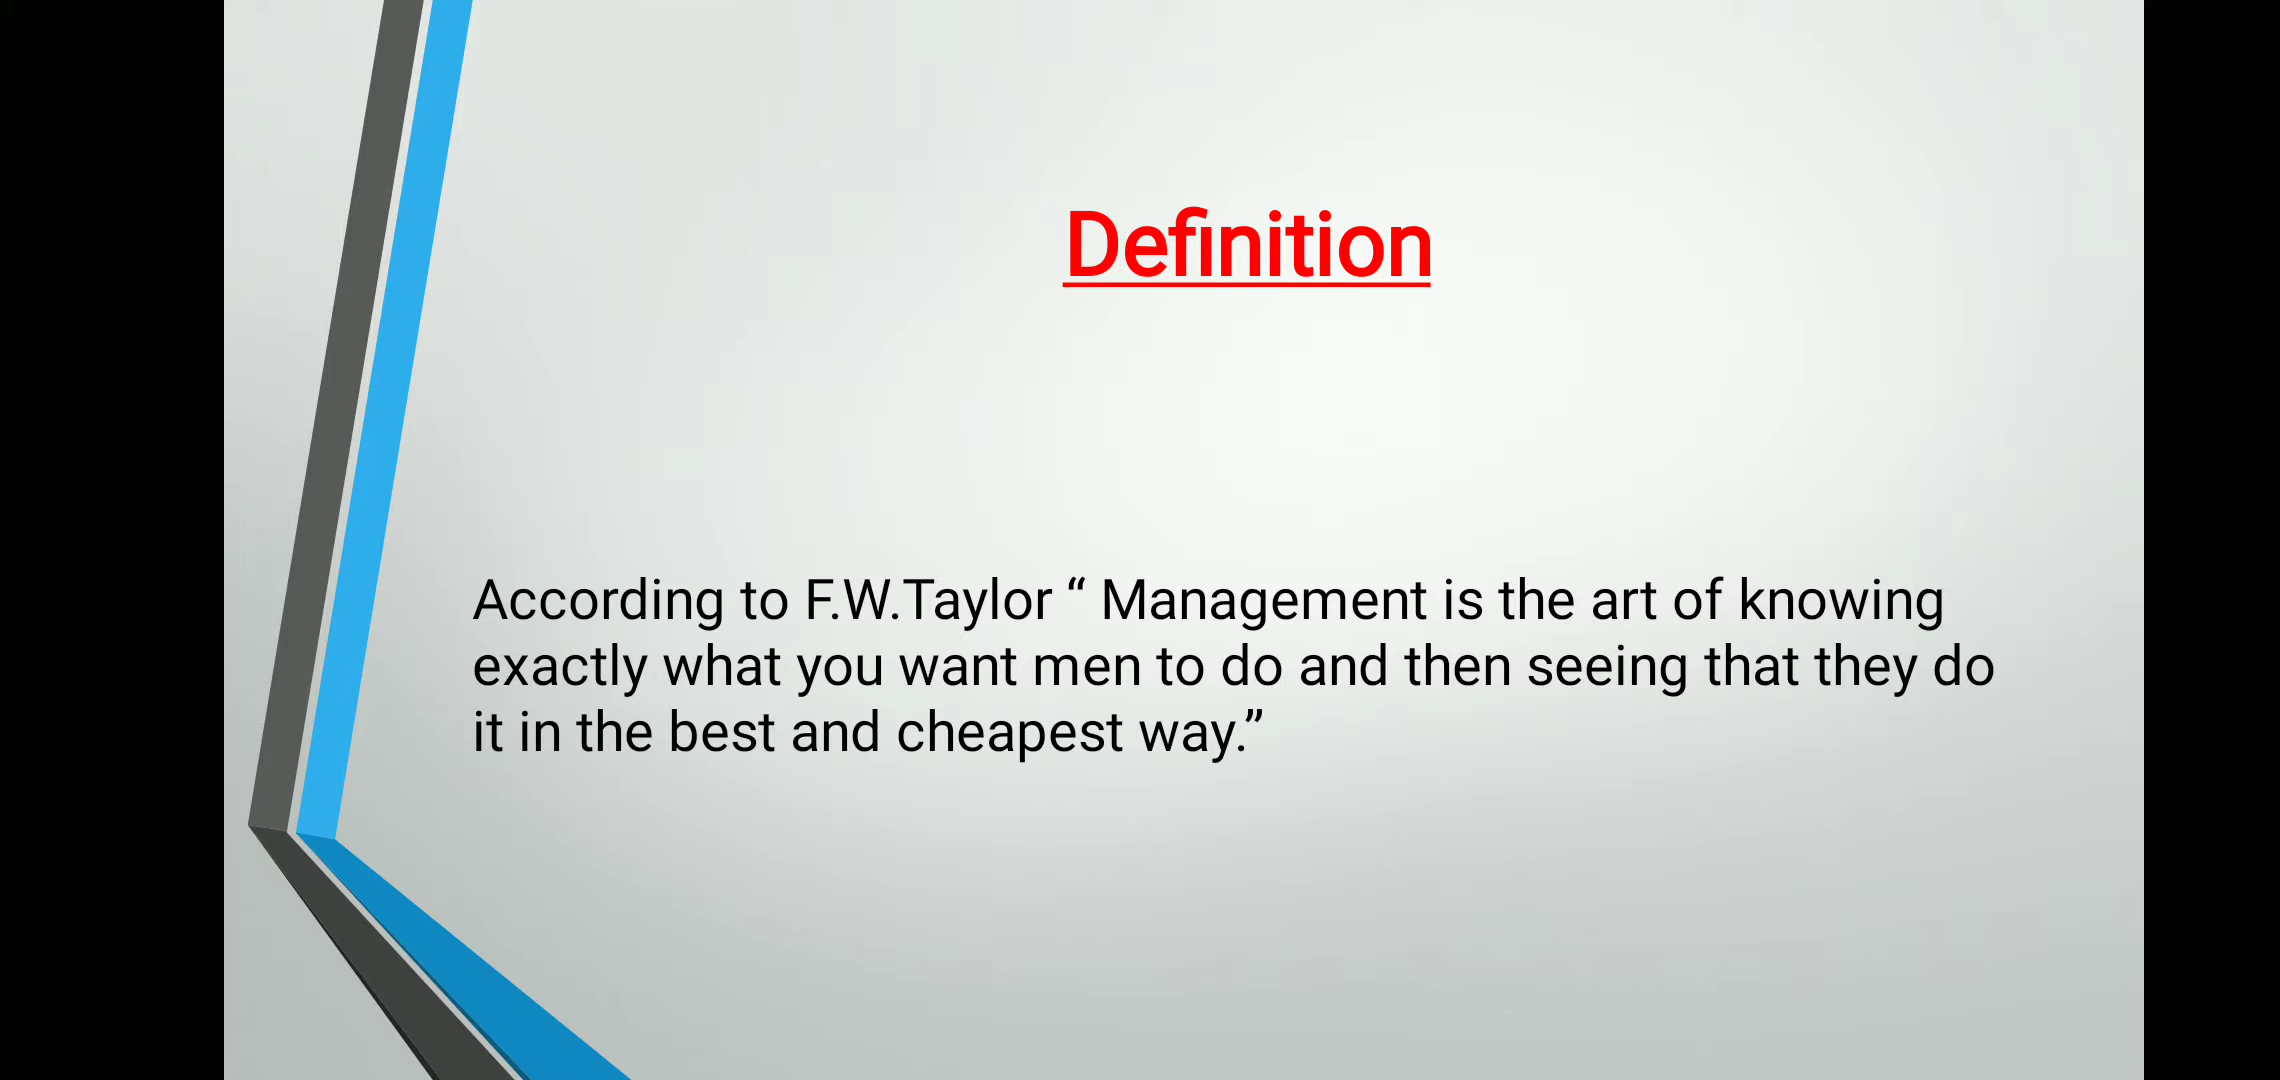 Definition
According to F.W.Taylor “ Management is the art of knowing
exactly what you want men to do and then seeing that they do
it in the best and cheapest way.”